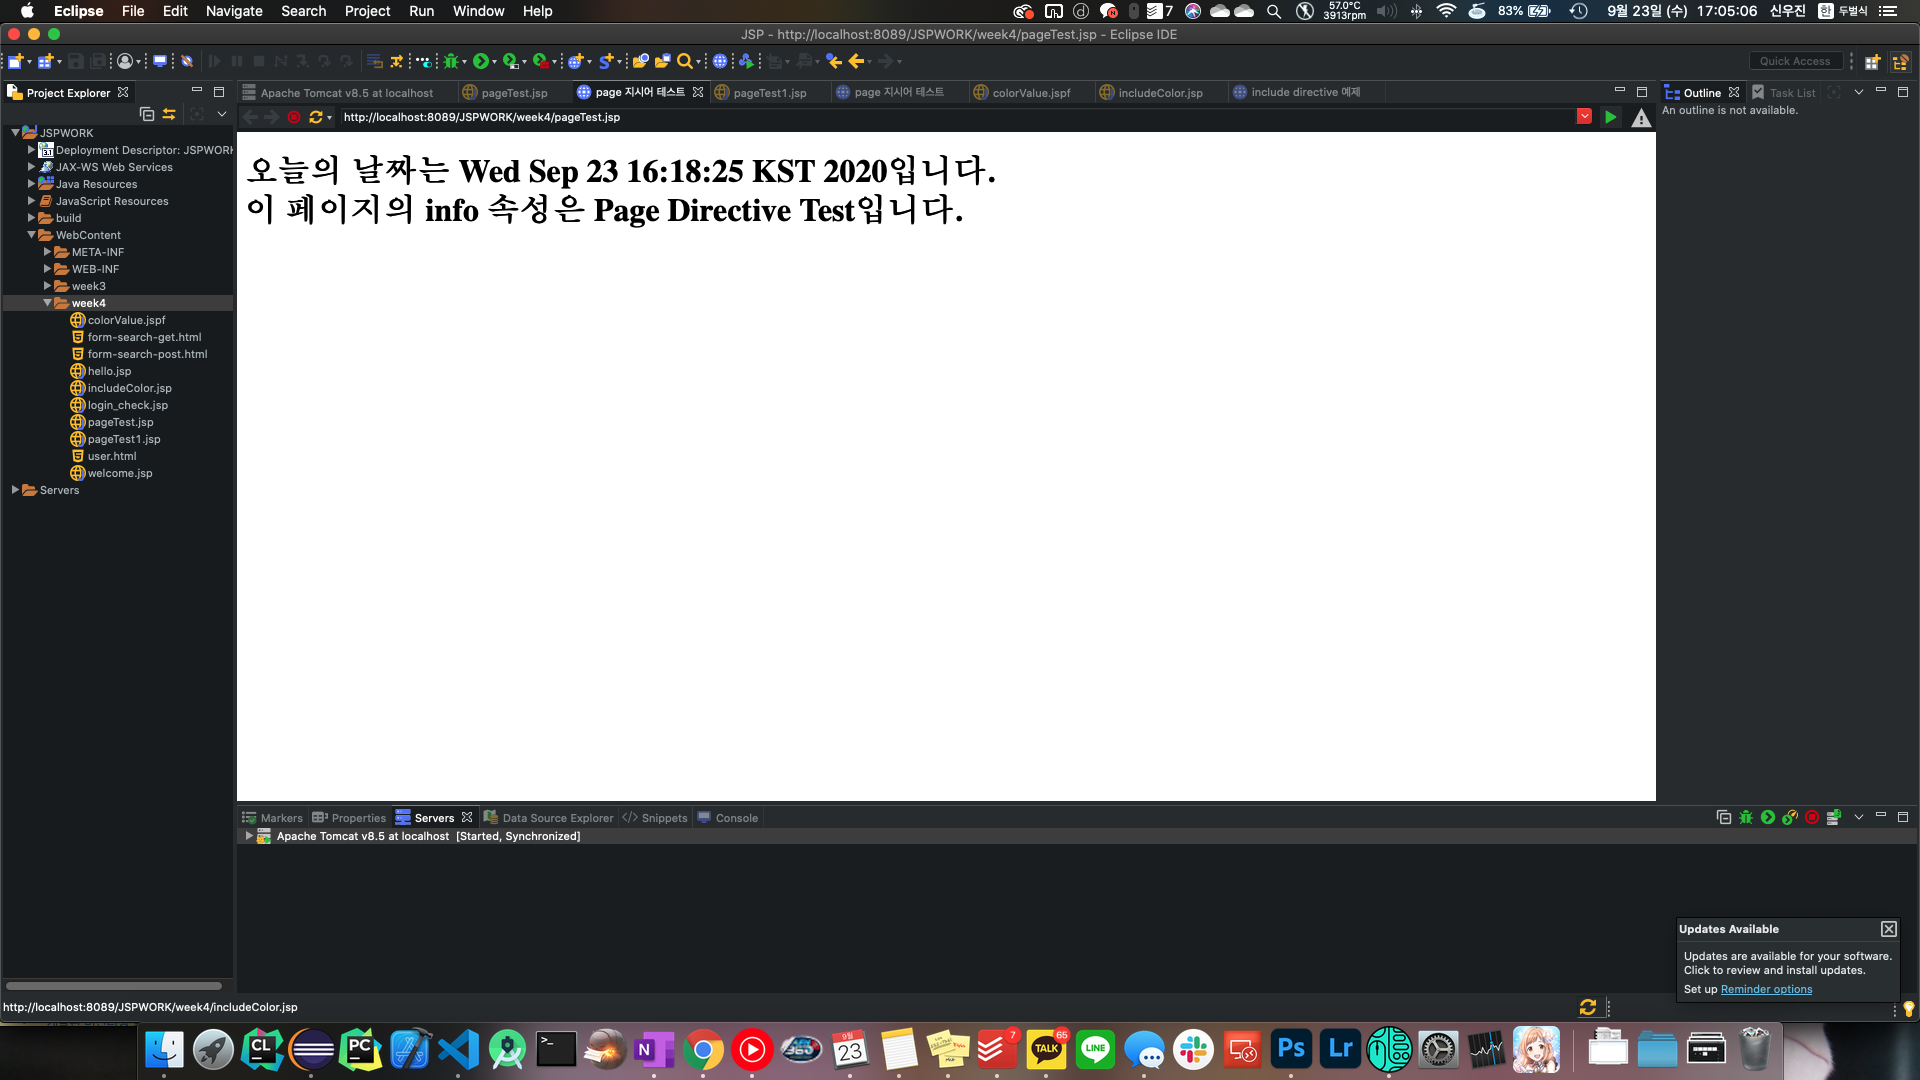 Eclipse File Edit Navigate Search Project Run Window Help
7 57.0°C 3913rpm 83% 9월 23일 (수) 17:05:06 신우진 한 두벌식
JSP - http://localhost:8089/JSPWORK/week4/pageTest.jsp - Eclipse IDE
Quick Access
Project Explorer
Apache Tomcat v8.5 at localhost
pageTest.jsp
page 지시어 테스트
pageTest1.jsp
page 지시어 테스트
colorValue.jspf
includeColor.jsp
include directive 예제
Outline
Task List
http://localhost:8089/JSPWORK/week4/pageTest.jsp
An outline is not available.
JSPWORK
Deployment Descriptor: JSPWORK
JAX-WS Web Services
Java Resources
JavaScript Resources
build
WebContent
META-INF
WEB-INF
week3
week4
colorValue.jspf
form-search-get.html
form-search-post.html
hello.jsp
includeColor.jsp
login_check.jsp
pageTest.jsp
pageTest1.jsp
user.html
welcome.jsp
Servers
오늘의 날짜는 Wed Sep 23 16:18:25 KST 2020입니다.
이 페이지의 info 속성은 Page Directive Test입니다.
Markers Properties Servers Data Source Explorer Snippets Console
Apache Tomcat v8.5 at localhost [Started, Synchronized]
Updates Available
Updates are available for your software.
Click to review and install updates.
Set up Reminder options
http://localhost:8089/JSPWORK/week4/includeColor.jsp
CL PC N 9월 23 7 TALK 65 LINE Ps Lr